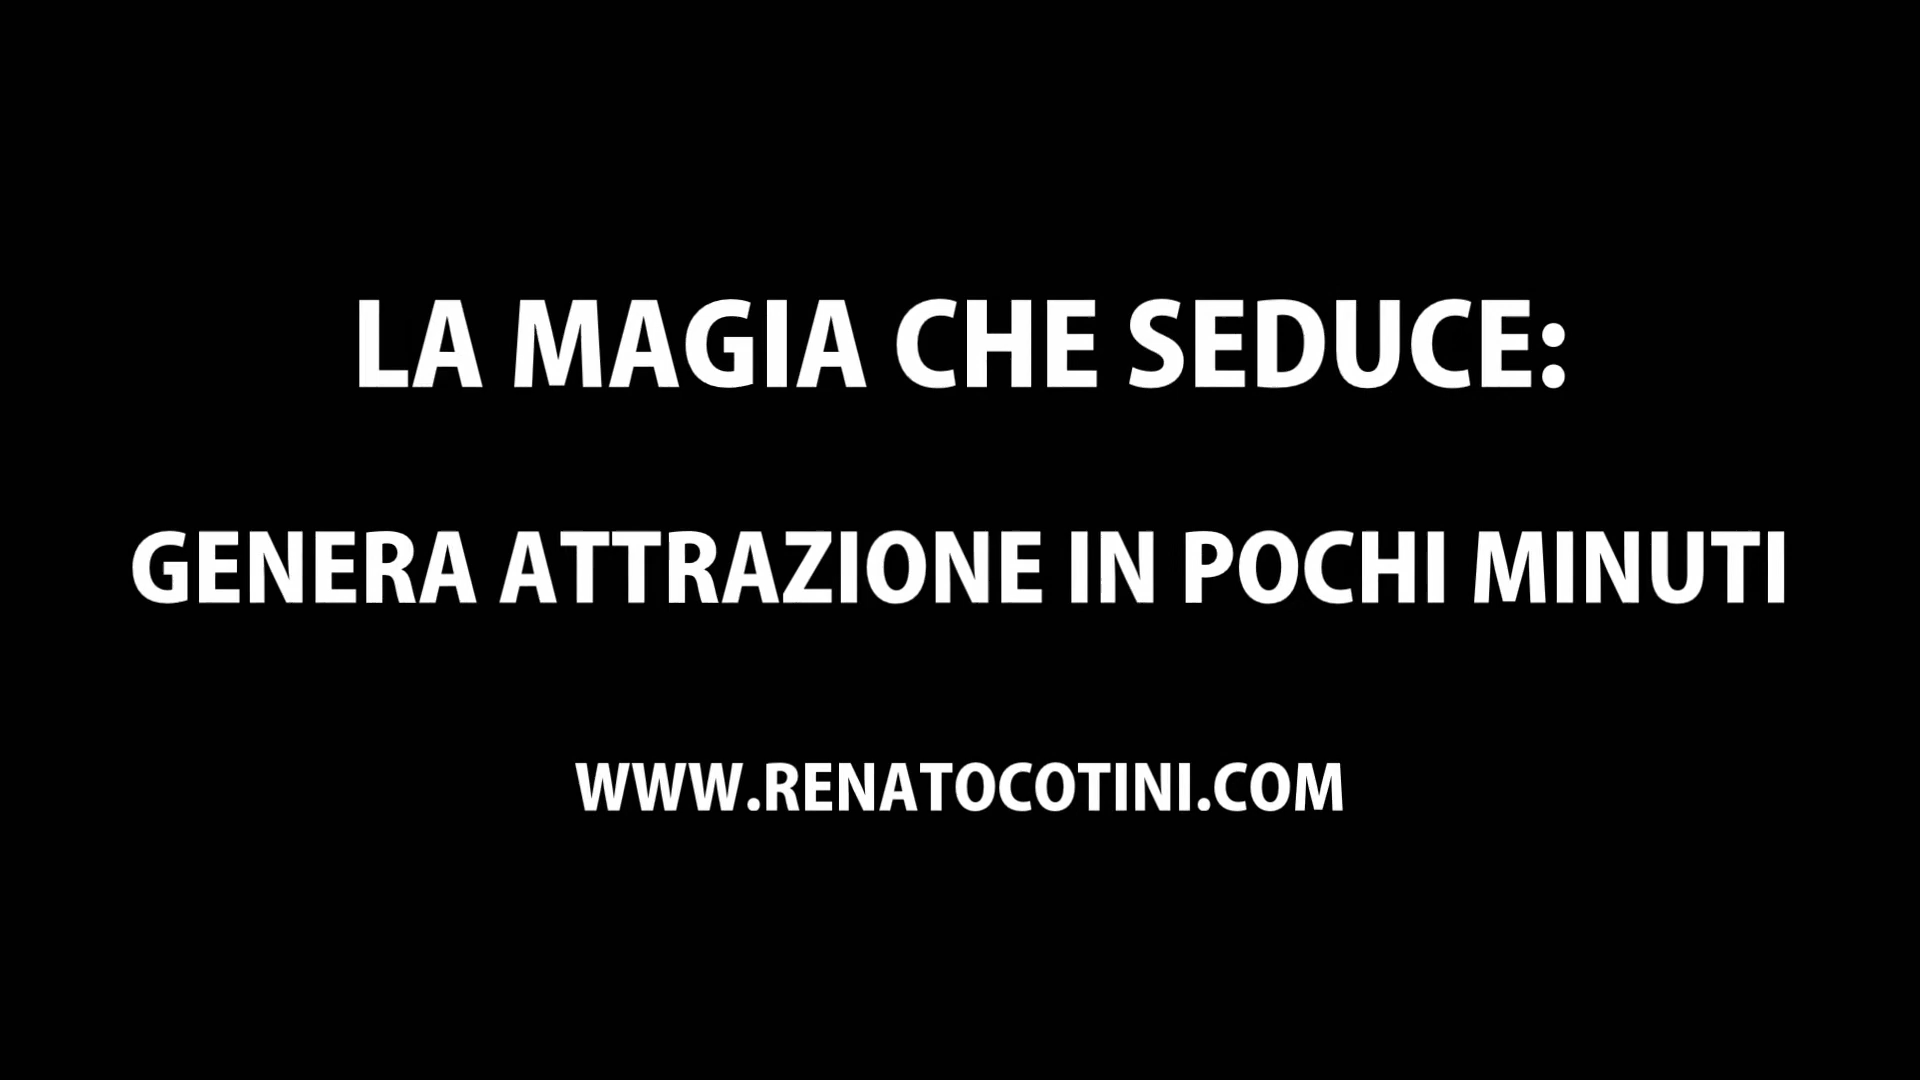 LA MAGIA CHE SEDUCE:
GENERA ATTRAZIONE IN POCHI MINUTI
WWW.RENATOCOTINI.COM